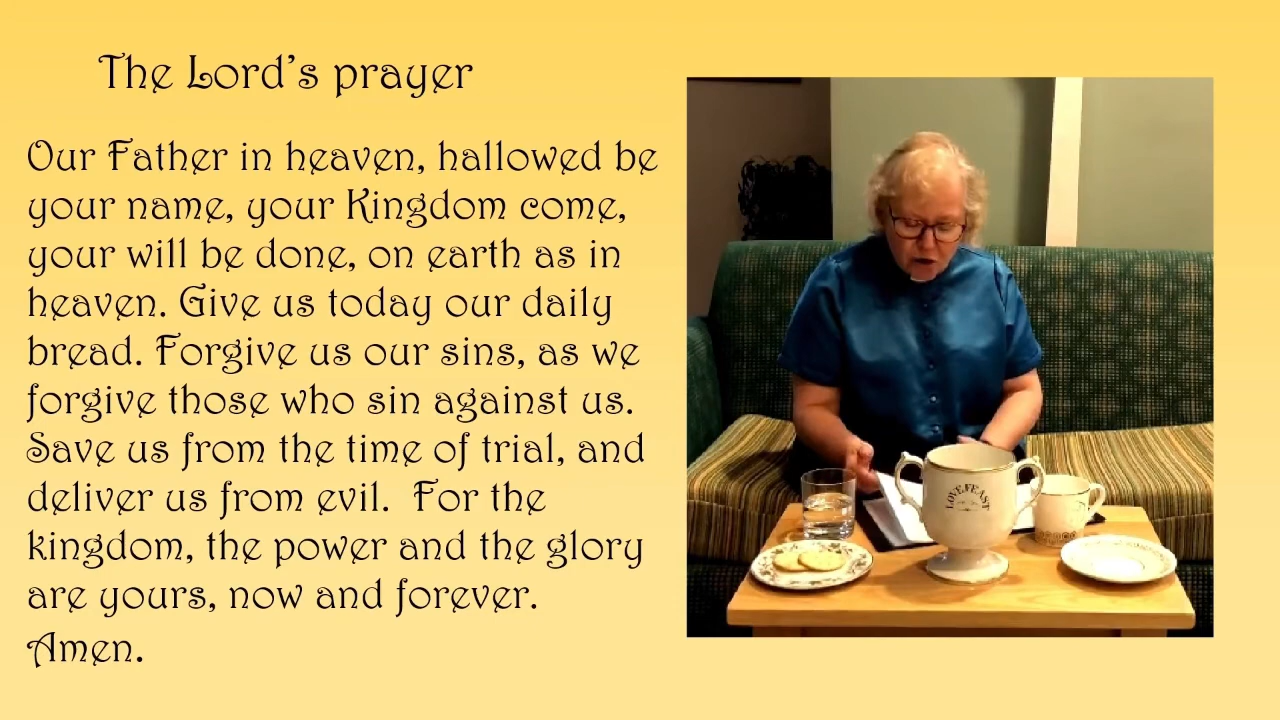 The Lord's prayer
Our Father in heaven, hallowed be
your name, your Kingdom come,
your will be done, on earth as in
heaven. Give us today our daily
bread. Forgive us our sins, as we
forgive those who sin against us.
Save us from the time of trial, and
deliver us from evil.  For the
kingdom, the power and the glory
are yours, now and forever.
Amen.
LOVEFEAST